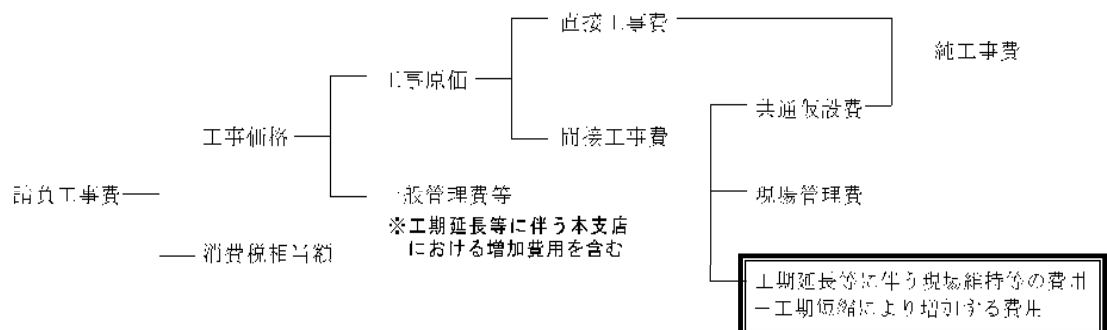 直接工事費
純工事費
工事原価
共通仮設費
工事価格
間接工事費
請負工事費
一般管理費等
現場管理費
※工期延長等に伴う本支店
における増加費用を含む
消費税相当額
工期延長等に伴う現場維持等の費用
－工期短縮により増加する費用